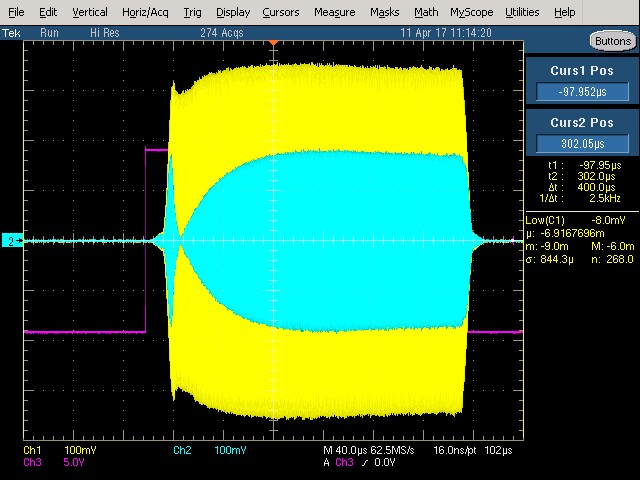 File Edit Vertical Horiz/Acq Trig Display Cursors Measure Masks Math MyScope Utilities Help
Tek Run Hi Res 274 Acqs 11 Apr 17 11:14:20
Buttons
Curs1 Pos
-97.952µs
Curs2 Pos
302.05µs
t1 : -97.95µs
t2 : 302.0µs
Δt : 400.0µs
1/Δt : 2.5kHz
Low(C1) -8.0mV
µ: -6.9167696m
m: -9.0m M: -6.0m
σ: 844.3µ n: 268.0
2
Ch1 100mV Ch2 100mV M 40.0µs 62.5MS/s 16.0ns/pt 102µs
Ch3 5.0V A Ch3 / 0.0V